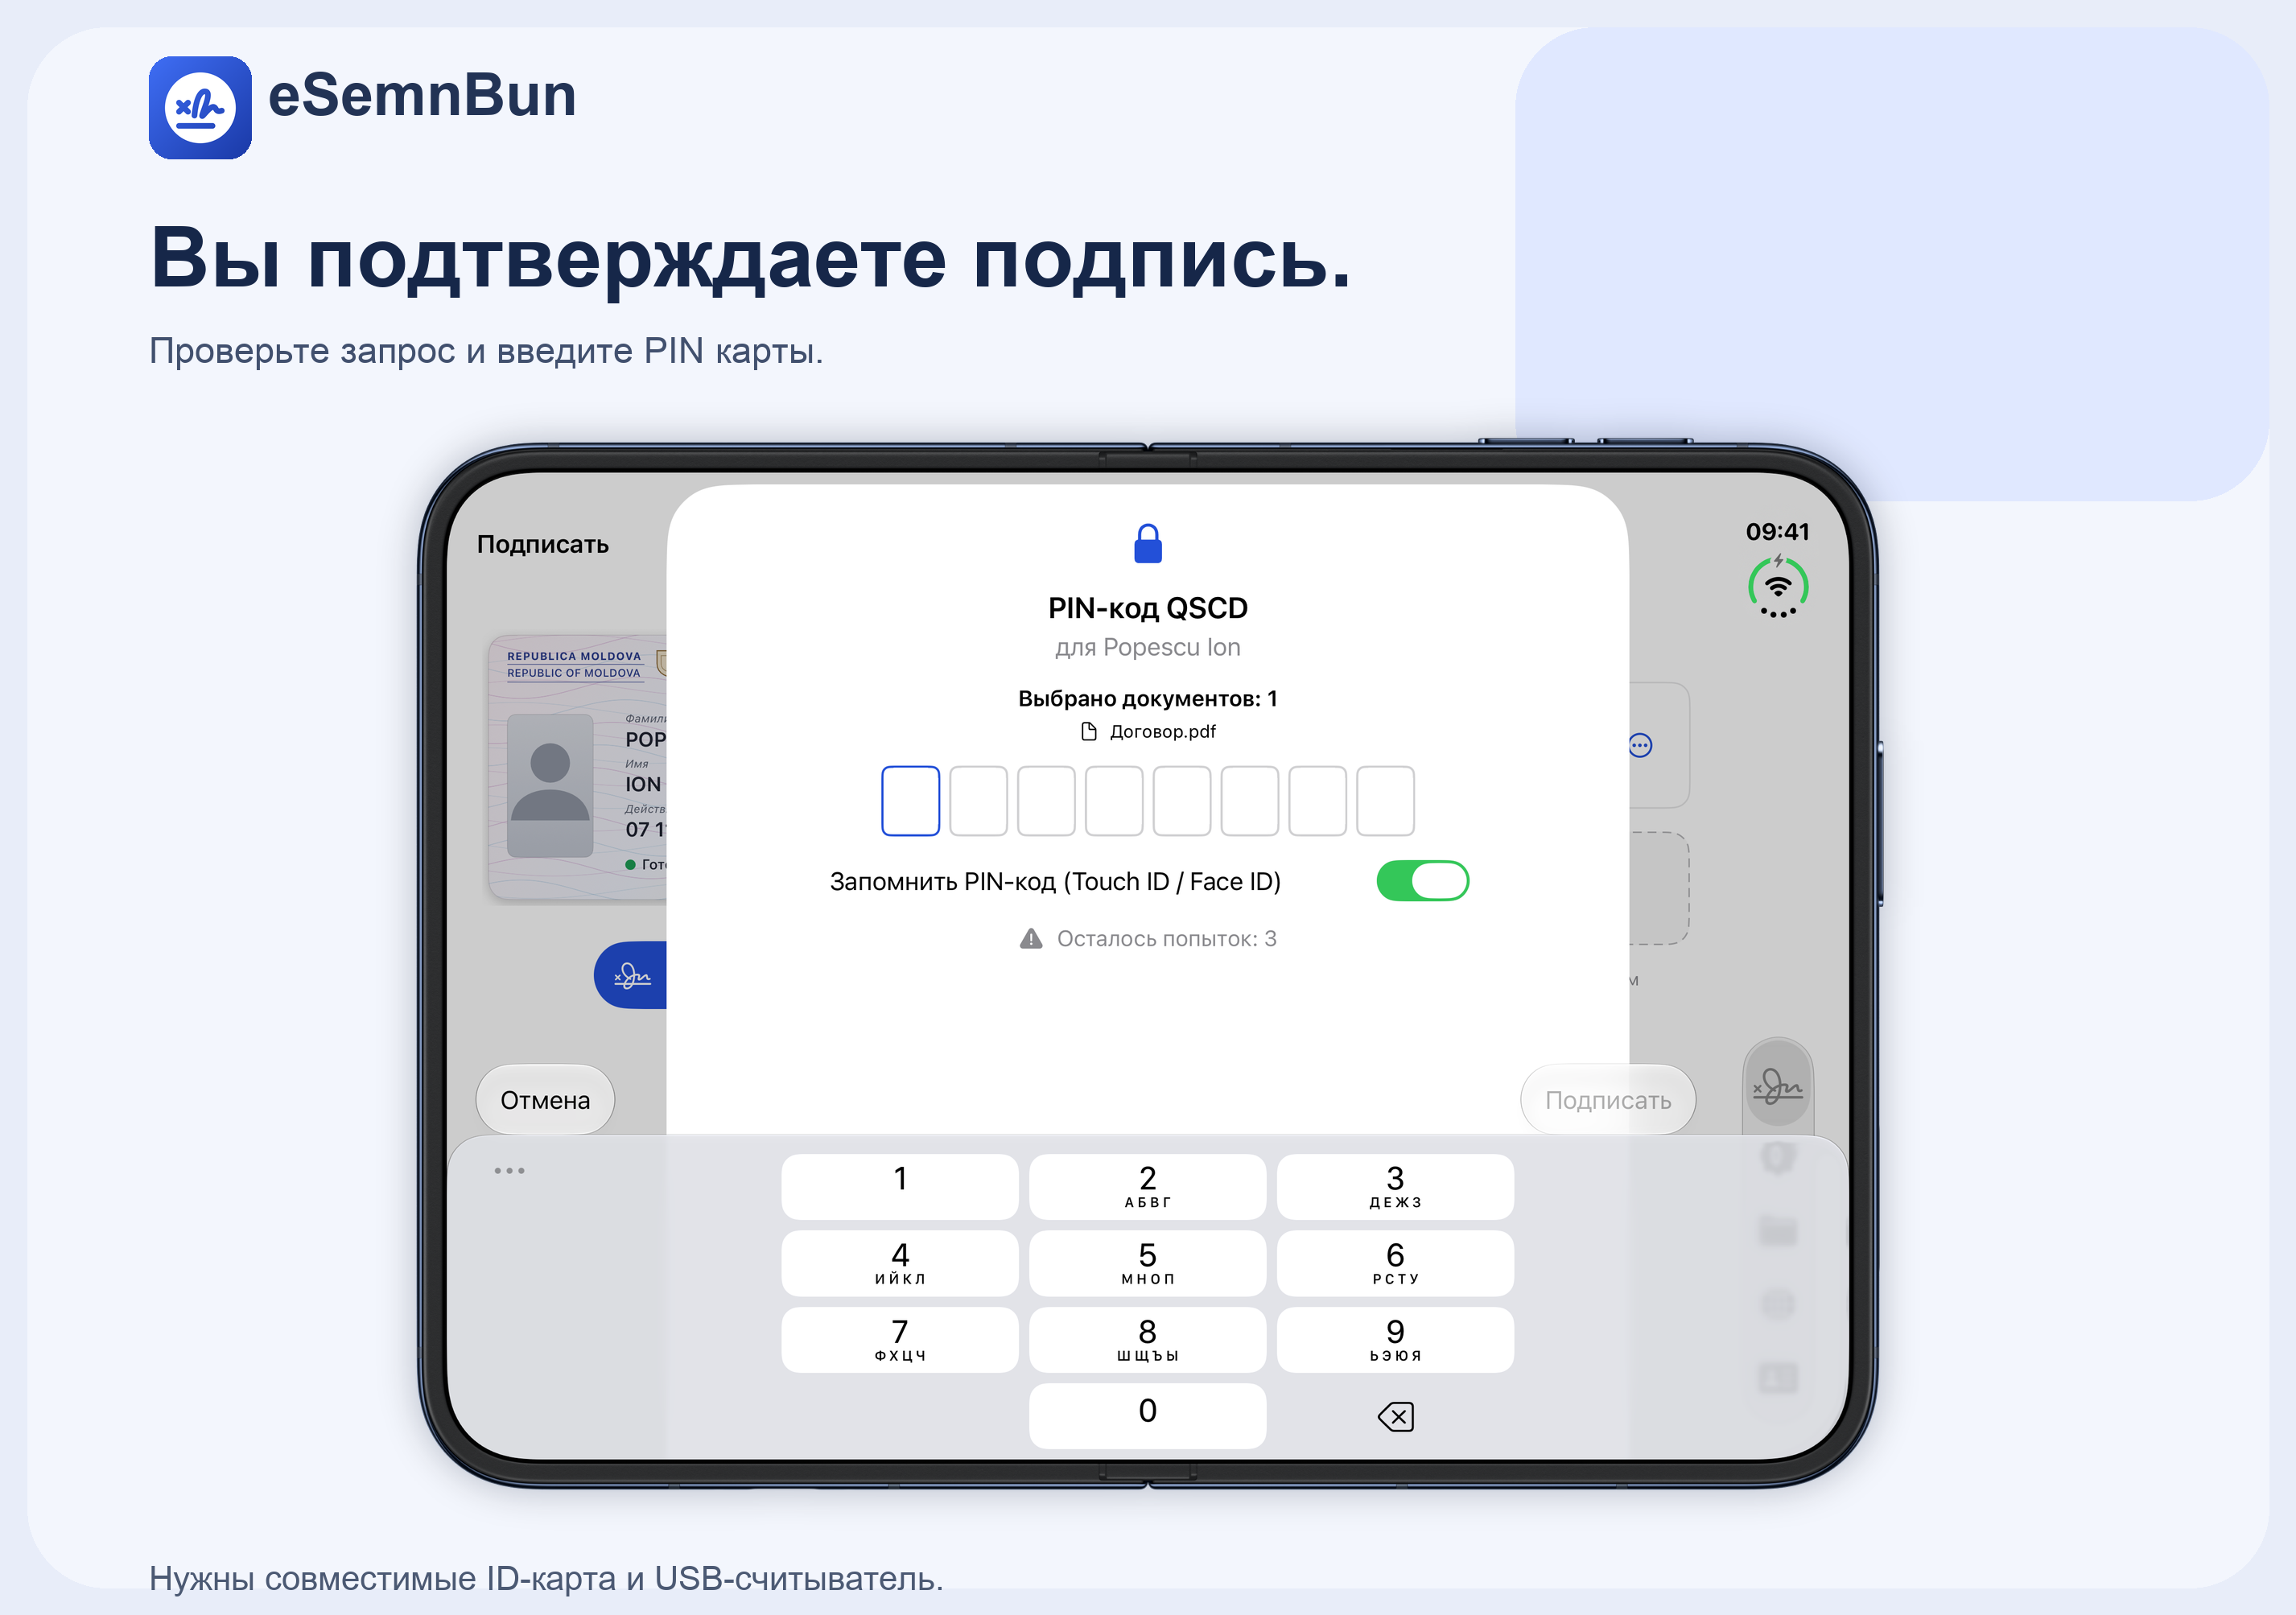 eSemnBun
Вы подтверждаете подпись.
Проверьте запрос и введите PIN карты.
Подписать
09:41
PIN-код QSCD
для Popescu Ion
Выбрано документов: 1
Договор.pdf
REPUBLICA MOLDOVA
REPUBLIC OF MOLDOVA
POP
Имя
ION
07 1
Запомнить PIN-код (Touch ID / Face ID)
Осталось попыток: 3
м
Отмена
Подписать
1
2
АБВГ
3
ДЕЖЗ
4
ИЙКЛ
5
МНОП
6
РСТУ
7
ФХЦЧ
8
ШЩЪЫ
9
ЬЭЮЯ
0
Нужны совместимые ID-карта и USB-считыватель.